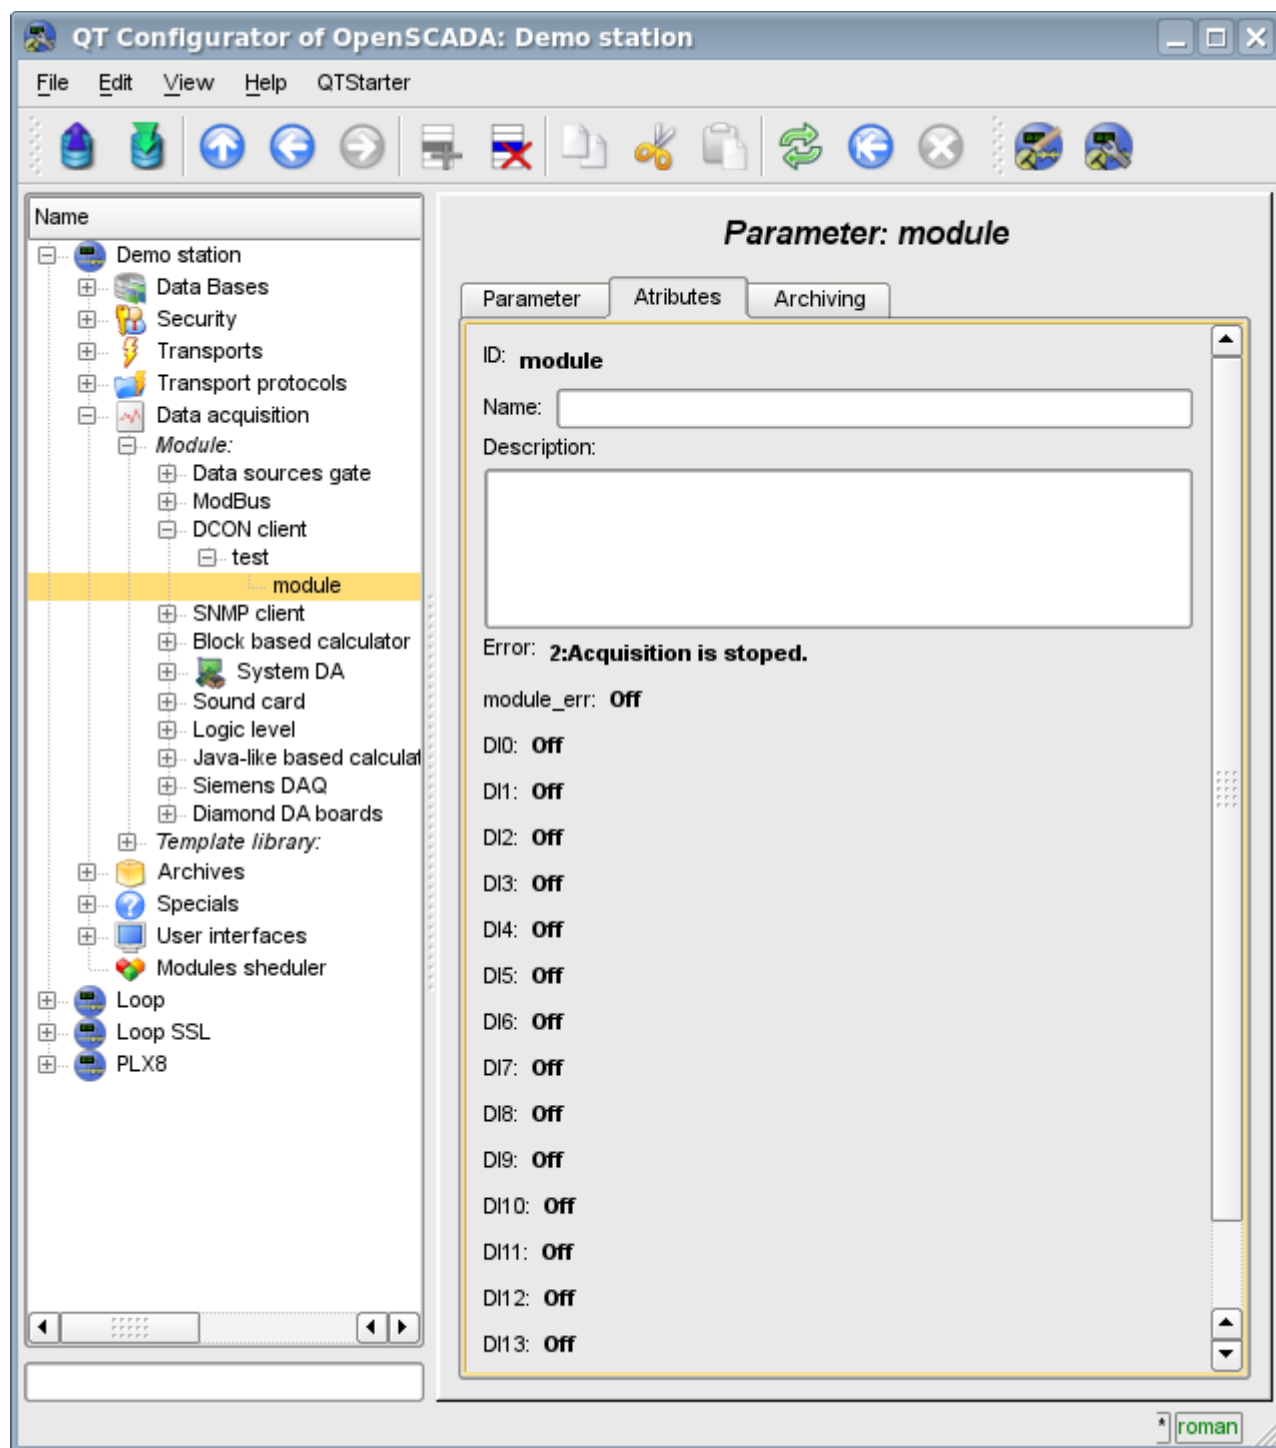 QT Configurator of OpenSCADA: Demo station
File Edit View Help QTStarter
Name
Demo station
Data Bases
Security
Transports
Transport protocols
Data acquisition
Module:
Data sources gate
ModBus
DCON client
test
module
SNMP client
Block based calculator
System DA
Sound card
Logic level
Java-like based calculat
Siemens DAQ
Diamond DA boards
Template library:
Archives
Specials
User interfaces
Modules sheduler
Loop
Loop SSL
PLX8
Parameter: module
Parameter Atributes Archiving
ID: module
Name:
Description:
Error: 2:Acquisition is stoped.
module_err: Off
DI0: Off
DI1: Off
DI2: Off
DI3: Off
DI4: Off
DI5: Off
DI6: Off
DI7: Off
DI8: Off
DI9: Off
DI10: Off
DI11: Off
DI12: Off
DI13: Off
* roman